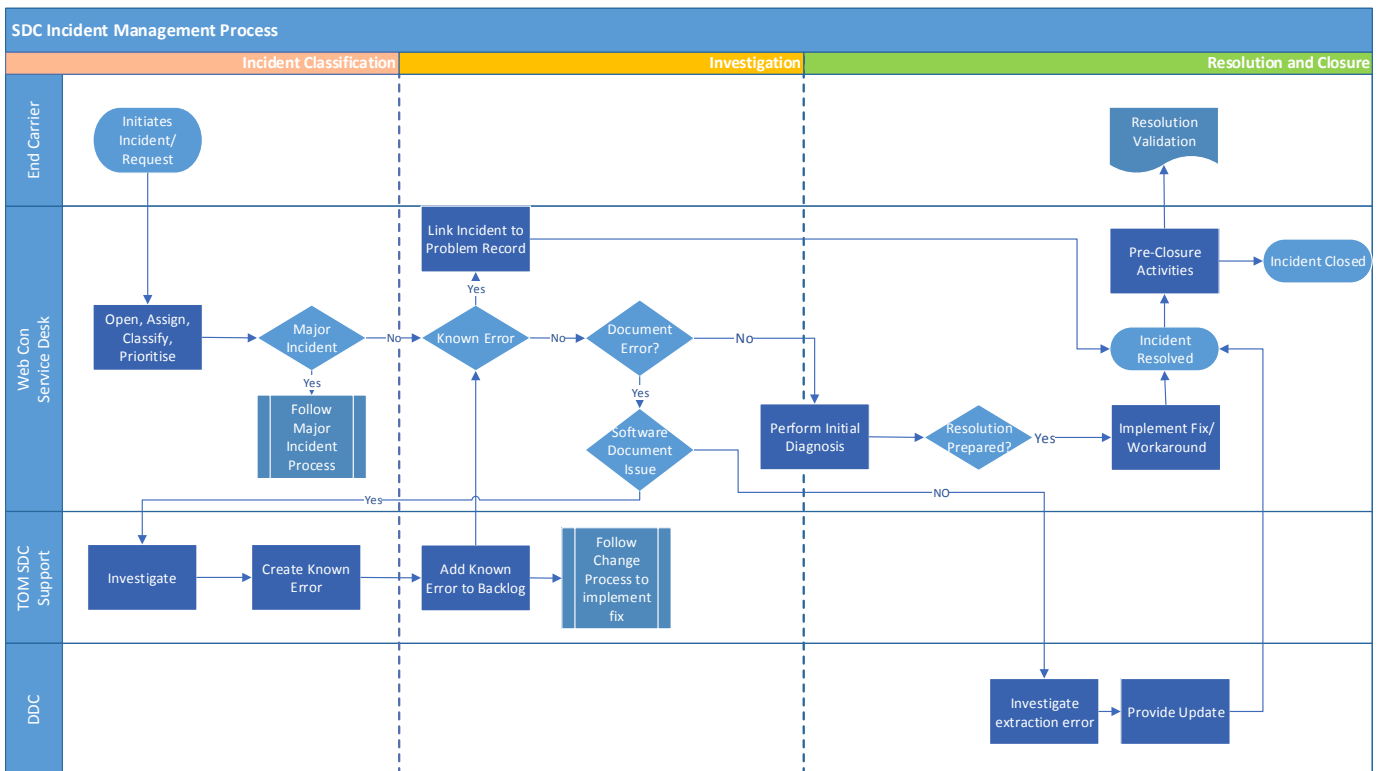 SDC Incident Management Process
Incident Classification
Investigation
Resolution and Closure
End Carrier
Initiates
Incident/
Request
Resolution
Validation
Web Con
Service Desk
Link Incident to
Problem Record
Pre-Closure
Activities
Incident Closed
Yes
Open, Assign,
Classify,
Prioritise
Major
Incident
No
Known Error
No
Document
Error?
No
Incident
Resolved
Yes
Yes
Follow
Major
Incident
Process
Software
Document
Issue
Perform Initial
Diagnosis
Resolution
Prepared?
Yes
Implement Fix/
Workaround
Yes
NO
TOM SDC
Support
Investigate
Create Known
Error
Add Known
Error to Backlog
Follow
Change
Process to
implement
fix
DDC
Investigate
extraction error
Provide Update